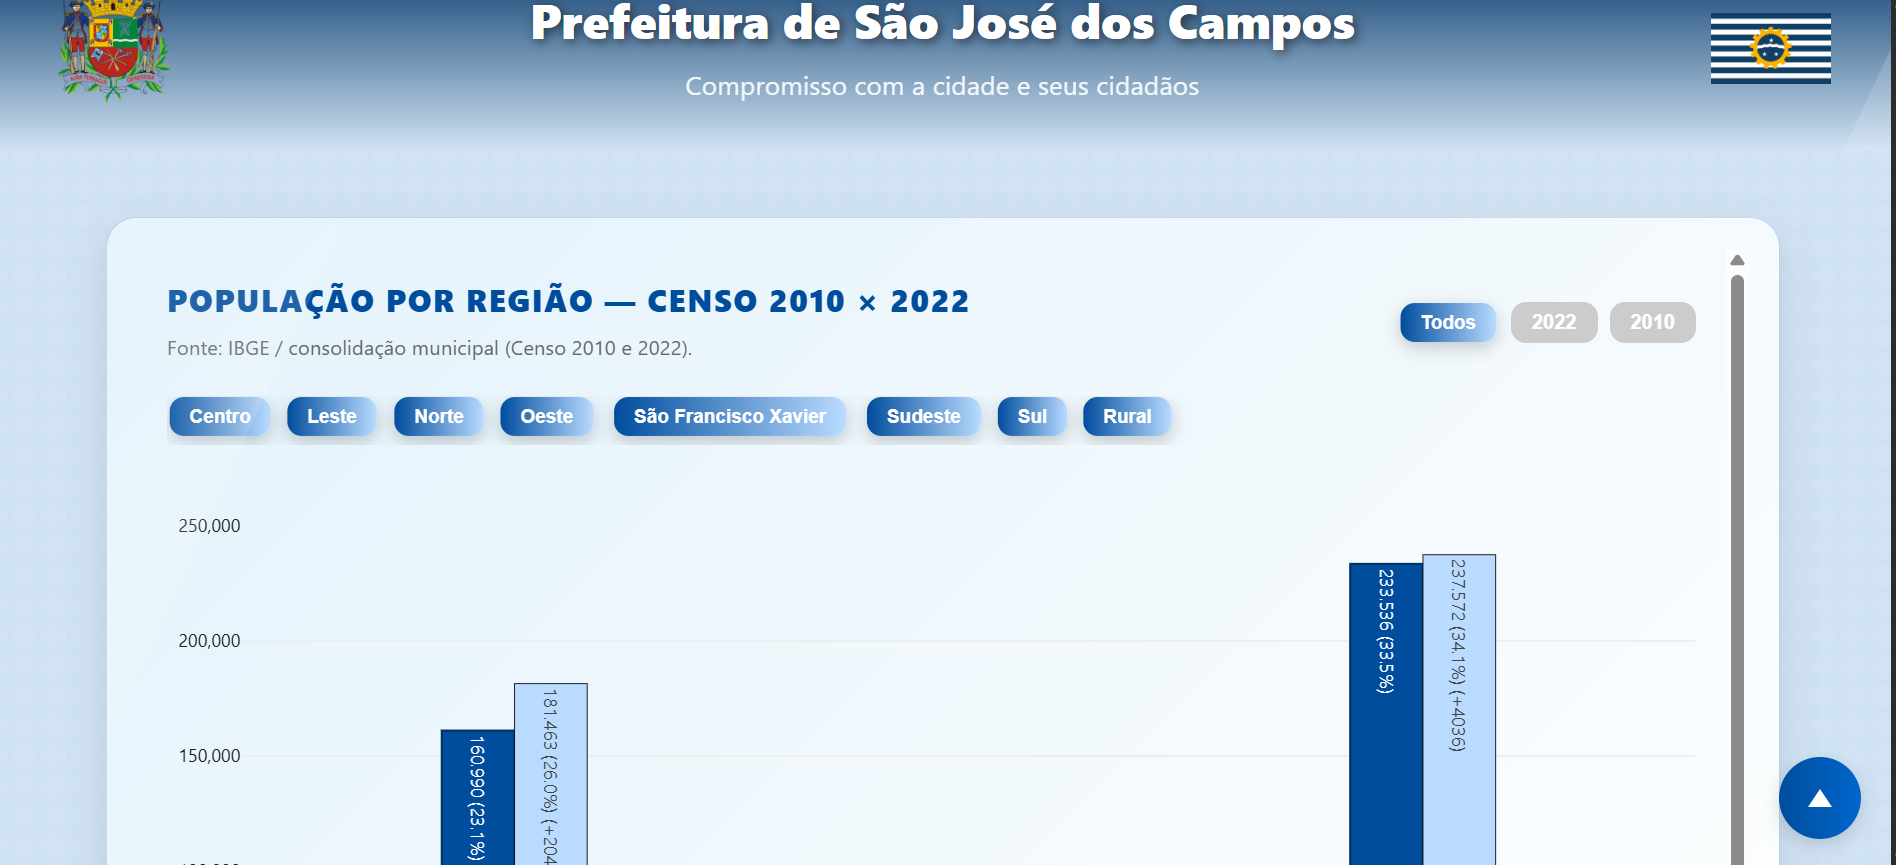 Prefeitura de São José dos Campos
Compromisso com a cidade e seus cidadãos
POPULAÇÃO POR REGIÃO — CENSO 2010 × 2022
Fonte: IBGE / consolidação municipal (Censo 2010 e 2022).
Todos
2022
2010
Centro
Leste
Norte
Oeste
São Francisco Xavier
Sudeste
Sul
Rural
250,000
200,000
150,000
160.990 (23.1%)
181.463 (26.0%) (+204
233.536 (33.5%)
237.572 (34.1%) (+4036)